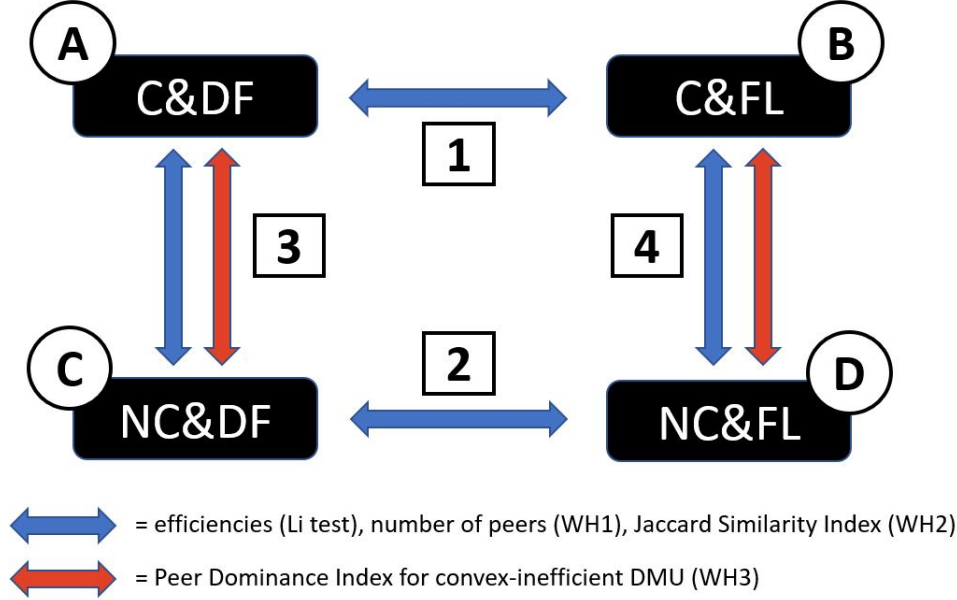 A
C&DF
B
C&FL
1
3
4
C
NC&DF
2
D
NC&FL
= efficiencies (Li test), number of peers (WH1), Jaccard Similarity Index (WH2)
= Peer Dominance Index for convex-inefficient DMU (WH3)